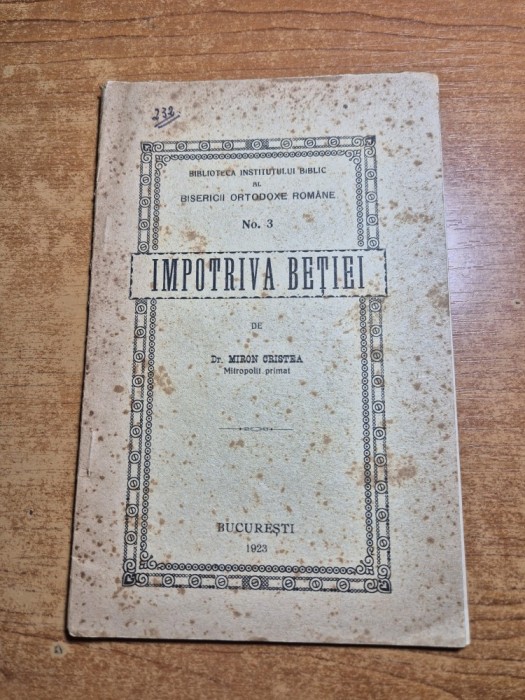 232
BIBLIOTECA INSTITUTULUI BIBLIC
AL
BISERICII ORTODOXE ROMÂNE
No. 3
IMPOTRIVA BEȚIEI
DE
Dr. MIRON CRISTEA
Mitropolit primat
BUCUREȘTI
1923